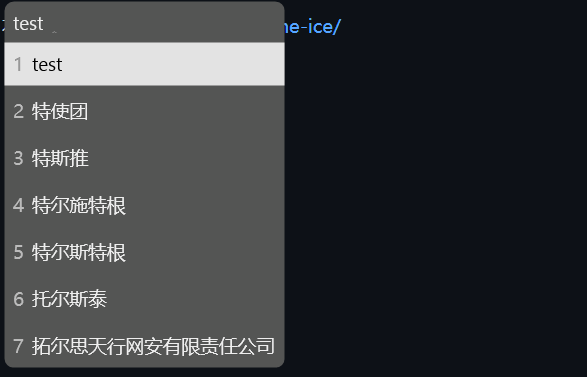 test
ne-ice/
1 test
2 特使团
3 特斯推
4 特尔施特根
5 特尔斯特根
6 托尔斯泰
7 拓尔思天行网安有限责任公司